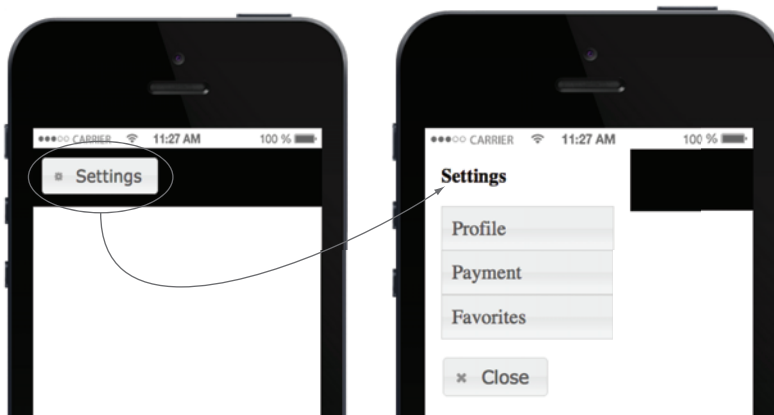 ●●●○○ CARRIER 11:27 AM 100 %
Settings
●●●○○ CARRIER 11:27 AM 100 %
Settings
Profile
Payment
Favorites
✖ Close